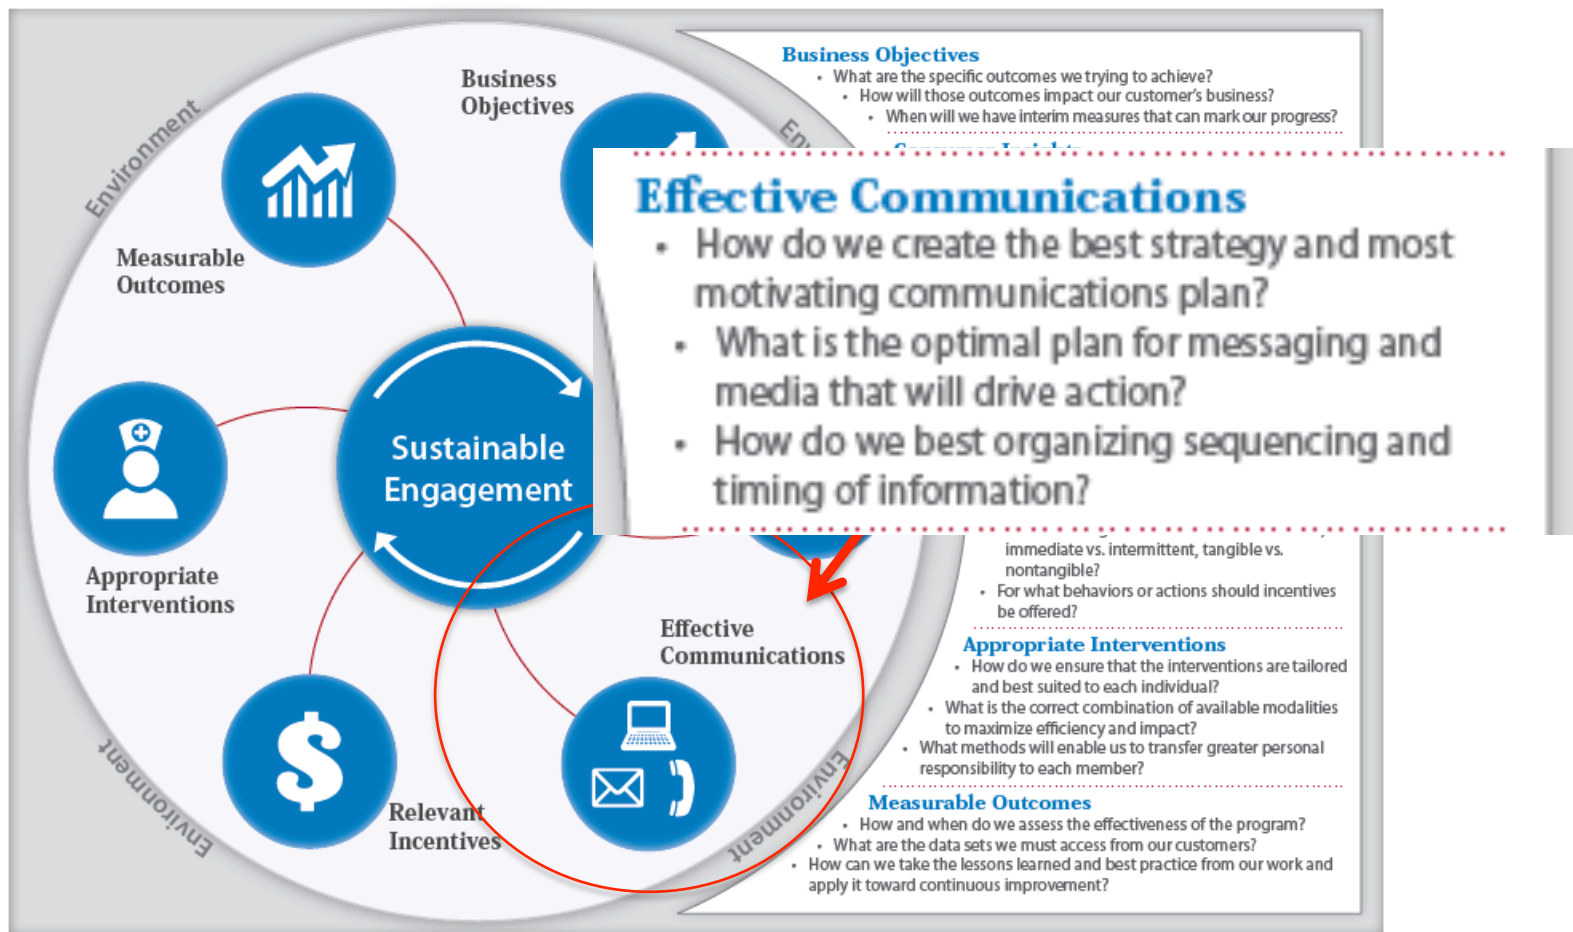 Business
Objectives
Measurable
Outcomes
Sustainable
Engagement
Appropriate
Interventions
Effective
Communications
Relevant
Incentives
Environment
Environment
Environment
Business Objectives
• What are the specific outcomes we trying to achieve?
• How will those outcomes impact our customer's business?
• When will we have interim measures that can mark our progress?
Effective Communications
• How do we create the best strategy and most
motivating communications plan?
• What is the optimal plan for messaging and
media that will drive action?
• How do we best organizing sequencing and
timing of information?
immediate vs. intermittent, tangible vs.
nontangible?
• For what behaviors or actions should incentives
be offered?
Appropriate Interventions
• How do we ensure that the interventions are tailored
and best suited to each individual?
• What is the correct combination of available modalities
to maximize efficiency and impact?
• What methods will enable us to transfer greater personal
responsibility to each member?
Measurable Outcomes
• How and when do we assess the effectiveness of the program?
• What are the data sets we must access from our customers?
• How can we take the lessons learned and best practice from our work and
apply it toward continuous improvement?